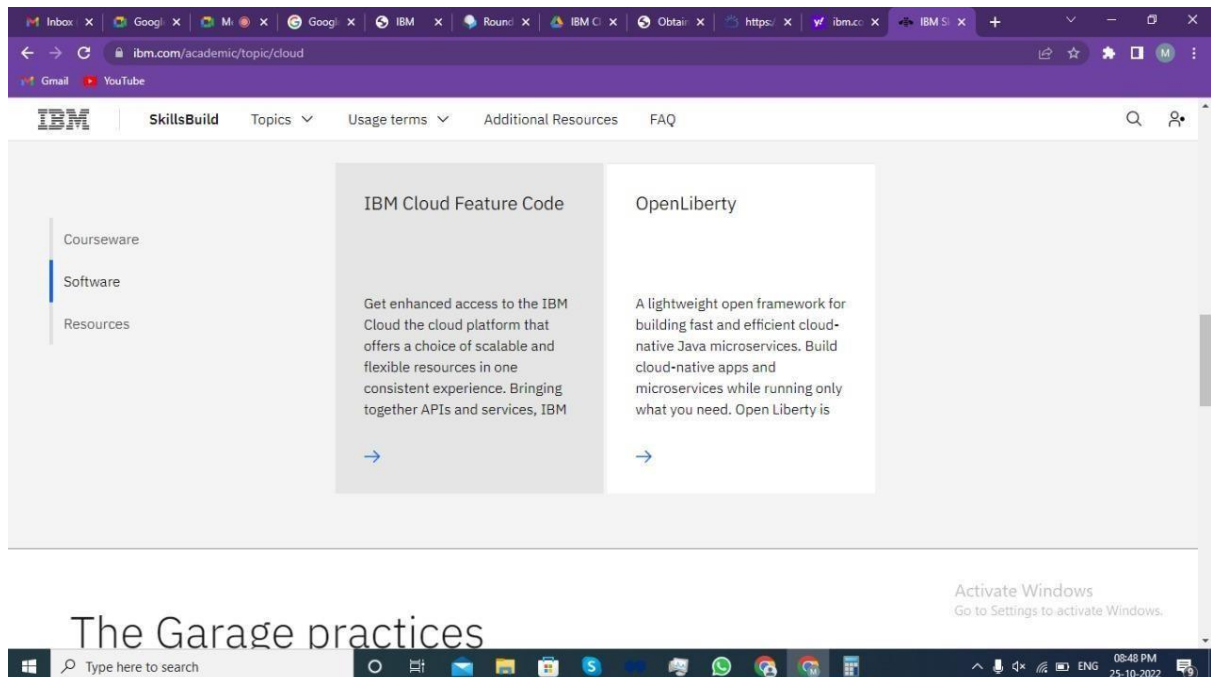 Inbox
Googl
M
Googl
IBM
Round
IBM Cl
Obtain
https:/
ibm.cc
IBM S
ibm.com/academic/topic/cloud
M
Gmail
YouTube
IBM
SkillsBuild
Topics
Usage terms
Additional Resources
FAQ
Courseware
Software
Resources
IBM Cloud Feature Code
Get enhanced access to the IBM
Cloud the cloud platform that
offers a choice of scalable and
flexible resources in one
consistent experience. Bringing
together APIs and services, IBM
OpenLiberty
A lightweight open framework for
building fast and efficient cloud-
native Java microservices. Build
cloud-native apps and
microservices while running only
what you need. Open Liberty is
The Garage practices
Activate Windows
Go to Settings to activate Windows.
Type here to search
ENG
08:48 PM
25-10-2022